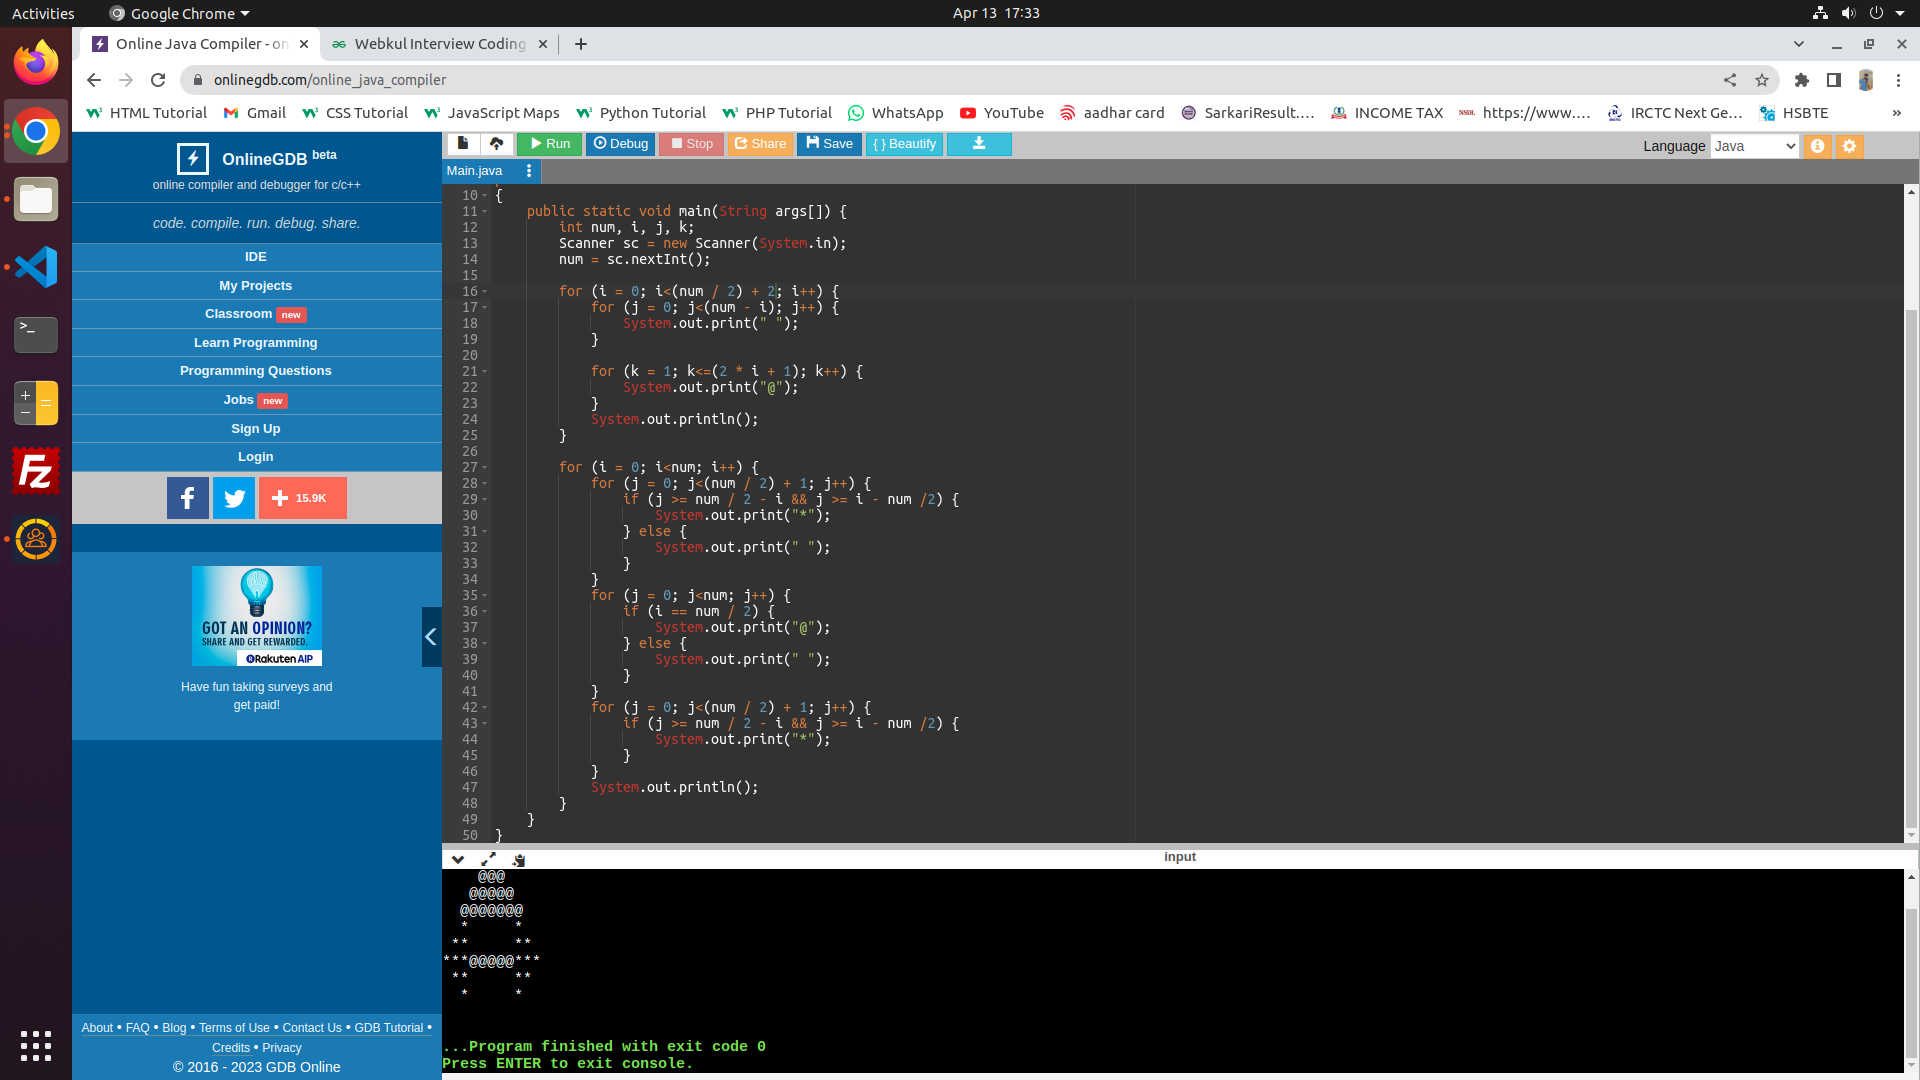 Activities
Google Chrome
Apr 13 17:33
Online Java Compiler - on
Webkul Interview Coding
onlinegdb.com/online_java_compiler
HTML Tutorial
Gmail
CSS Tutorial
JavaScript Maps
Python Tutorial
PHP Tutorial
WhatsApp
YouTube
aadhar card
SarkariResult....
INCOME TAX
NSDL
https://www....
IRCTC Next Ge...
HSBTE
»
OnlineGDB beta
online compiler and debugger for c/c++
code. compile. run. debug. share.
IDE
My Projects
Classroom new
Learn Programming
Programming Questions
Jobs new
Sign Up
Login
15.9K
GOT AN OPINION?
SHARE AND GET REWARDED.
Rakuten AIP
Have fun taking surveys and
get paid!
About • FAQ • Blog • Terms of Use • Contact Us • GDB Tutorial •
Credits • Privacy
© 2016 - 2023 GDB Online
Run
Debug
Stop
Share
Save
{ } Beautify
Language
Java
Main.java
10 {
11     public static void main(String args[]) {
12         int num, i, j, k;
13         Scanner sc = new Scanner(System.in);
14         num = sc.nextInt();
15
16         for (i = 0; i<(num / 2) + 2; i++) {
17             for (j = 0; j<(num - i); j++) {
18                 System.out.print(" ");
19             }
20
21             for (k = 1; k<=(2 * i + 1); k++) {
22                 System.out.print("@");
23             }
24             System.out.println();
25         }
26
27         for (i = 0; i<num; i++) {
28             for (j = 0; j<(num / 2) + 1; j++) {
29                 if (j >= num / 2 - i && j >= i - num /2) {
30                     System.out.print("*");
31                 } else {
32                     System.out.print(" ");
33                 }
34             }
35             for (j = 0; j<num; j++) {
36                 if (i == num / 2) {
37                     System.out.print("@");
38                 } else {
39                     System.out.print(" ");
40                 }
41             }
42             for (j = 0; j<(num / 2) + 1; j++) {
43                 if (j >= num / 2 - i && j >= i - num /2) {
44                     System.out.print("*");
45                 }
46             }
47             System.out.println();
48         }
49     }
50 }
input
    @@@
   @@@@@
  @@@@@@@
  *     *
 **     **
***@@@@@***
 **     **
  *     *
...Program finished with exit code 0
Press ENTER to exit console.